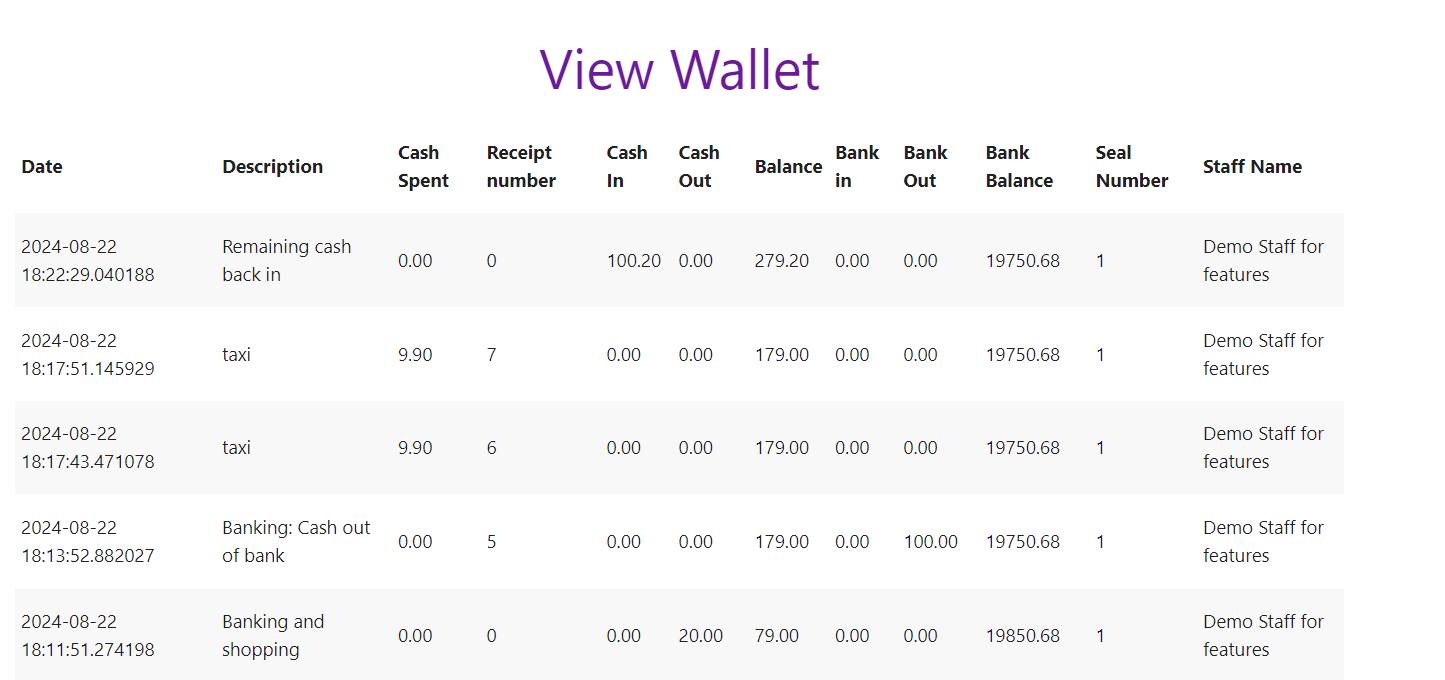 View Wallet
Date Description Cash Spent Receipt number Cash In Cash Out Balance Bank in Bank Out Bank Balance Seal Number Staff Name
2024-08-22 18:22:29.040188 Remaining cash back in 0.00 0 100.20 0.00 279.20 0.00 0.00 19750.68 1 Demo Staff for features
2024-08-22 18:17:51.145929 taxi 9.90 7 0.00 0.00 179.00 0.00 0.00 19750.68 1 Demo Staff for features
2024-08-22 18:17:43.471078 taxi 9.90 6 0.00 0.00 179.00 0.00 0.00 19750.68 1 Demo Staff for features
2024-08-22 18:13:52.882027 Banking: Cash out of bank 0.00 5 0.00 0.00 179.00 0.00 100.00 19750.68 1 Demo Staff for features
2024-08-22 18:11:51.274198 Banking and shopping 0.00 0 0.00 20.00 79.00 0.00 0.00 19850.68 1 Demo Staff for features